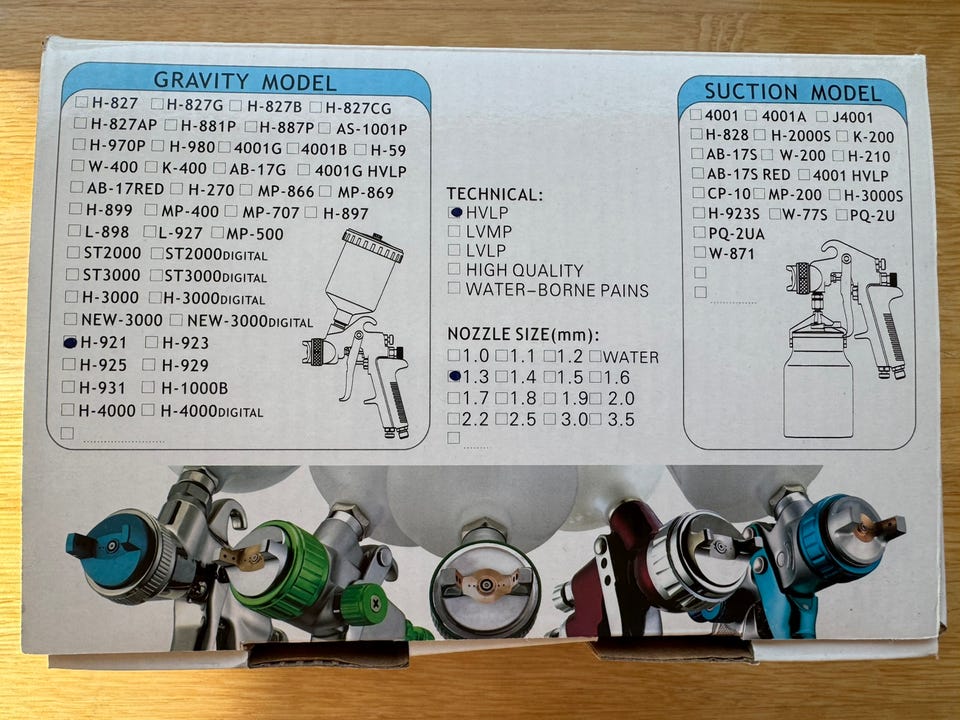 GRAVITY MODEL
H-827 H-827G H-827B H-827CG
H-827AP H-881P H-887P AS-1001P
H-970P H-980 4001G 4001B H-59
W-400 K-400 AB-17G 4001G HVLP
AB-17RED H-270 MP-866 MP-869
H-899 MP-400 MP-707 H-897
L-898 L-927 MP-500
ST2000 ST2000DIGITAL
ST3000 ST3000DIGITAL
H-3000 H-3000DIGITAL
NEW-3000 NEW-3000DIGITAL
H-921 H-923
H-925 H-929
H-931 H-1000B
H-4000 H-4000DIGITAL
TECHNICAL:
HVLP
LVMP
LVLP
HIGH QUALITY
WATER-BORNE PAINS
NOZZLE SIZE(mm):
1.0 1.1 1.2 WATER
1.3 1.4 1.5 1.6
1.7 1.8 1.9 2.0
2.2 2.5 3.0 3.5
SUCTION MODEL
4001 4001A J4001
H-828 H-2000S K-200
AB-17S W-200 H-210
AB-17S RED 4001 HVLP
CP-10 MP-200 H-3000S
H-923S W-77S PQ-2U
PQ-2UA
W-871